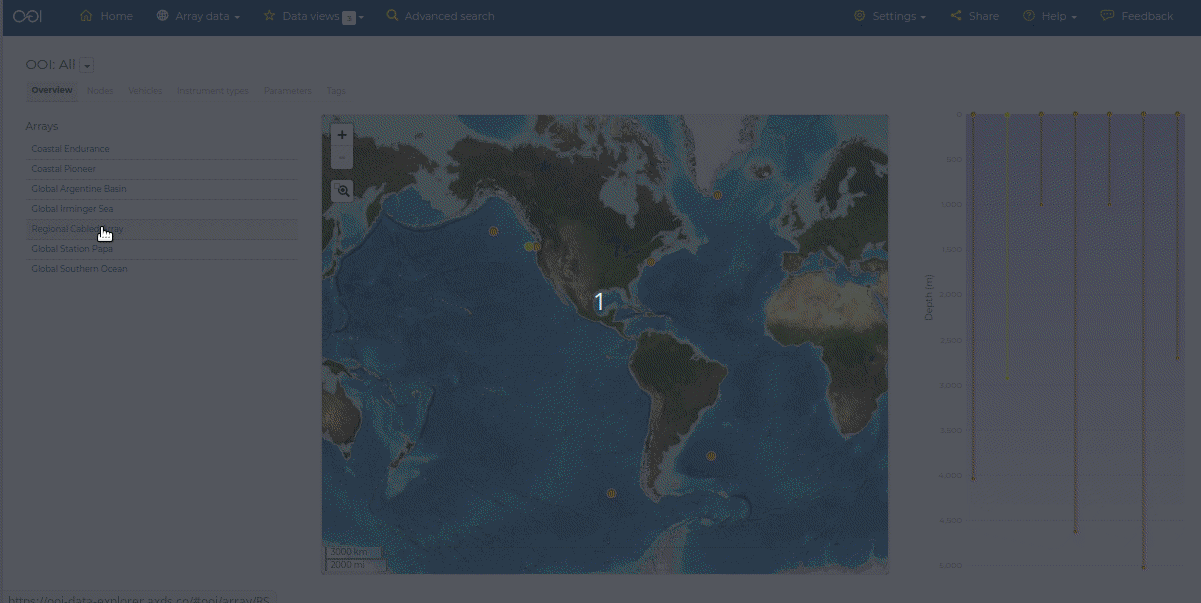 OOI Home Array data Data views 3 Advanced search Settings Share Help Feedback
OOI: All
Overview Nodes Vehicles Instrument types Parameters Tags
Arrays
Coastal Endurance
Coastal Pioneer
Global Argentine Basin
Global Irminger Sea
Regional Cabled Array
Global Station Papa
Global Southern Ocean
+
-
1
3000 km
2000 mi
Depth (m)
0
500
1,000
1,500
2,000
2,500
3,000
3,500
4,000
4,500
5,000
https://ooi-data-explorer.axds.co/#ooi/array/RS